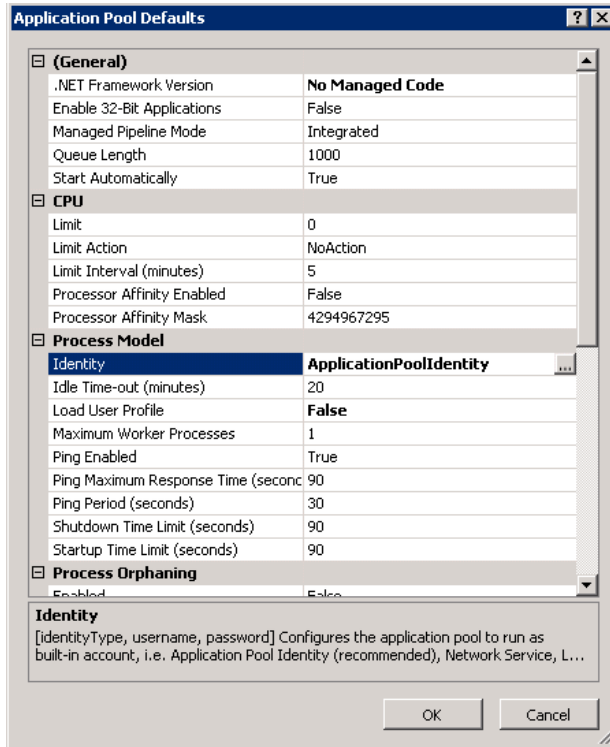 Application Pool Defaults
(General)
.NET Framework Version No Managed Code
Enable 32-Bit Applications False
Managed Pipeline Mode Integrated
Queue Length 1000
Start Automatically True
CPU
Limit 0
Limit Action NoAction
Limit Interval (minutes) 5
Processor Affinity Enabled False
Processor Affinity Mask 4294967295
Process Model
Identity ApplicationPoolIdentity ...
Idle Time-out (minutes) 20
Load User Profile False
Maximum Worker Processes 1
Ping Enabled True
Ping Maximum Response Time (seconc 90
Ping Period (seconds) 30
Shutdown Time Limit (seconds) 90
Startup Time Limit (seconds) 90
Process Orphaning
Enabled False
Identity
[identityType, username, password] Configures the application pool to run as
built-in account, i.e. Application Pool Identity (recommended), Network Service, L...
OK Cancel